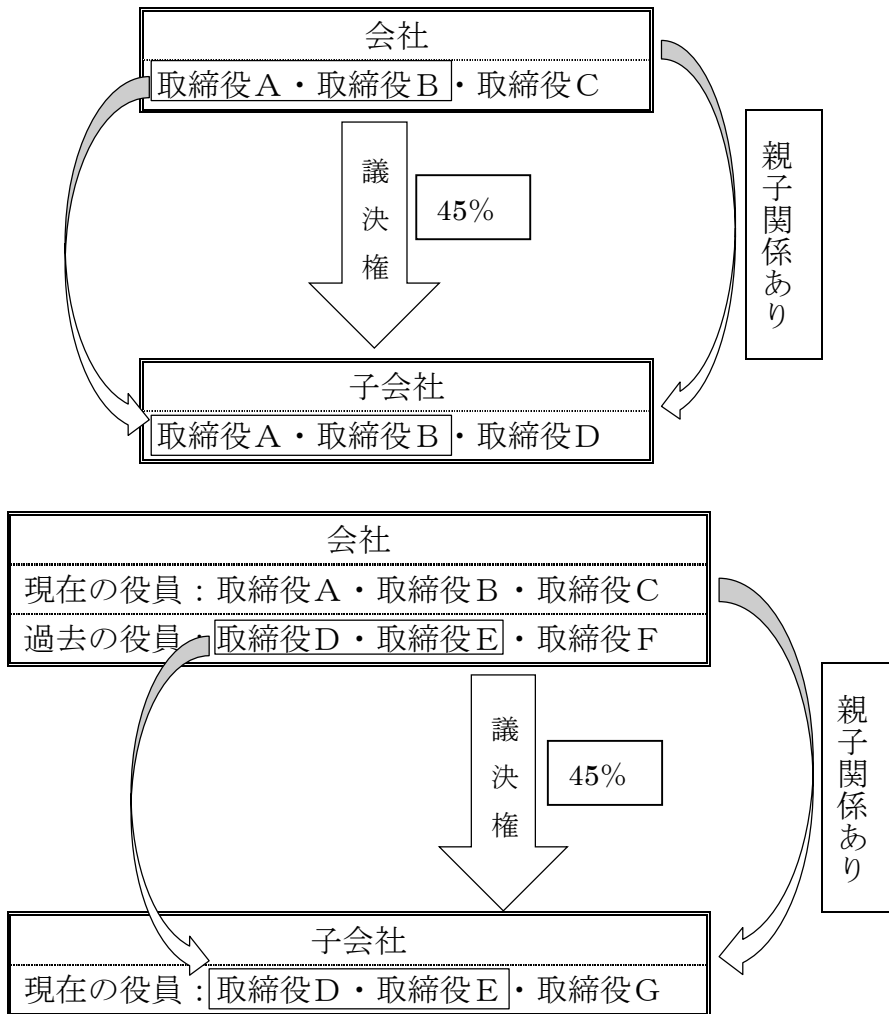 会社
取締役A・取締役B・取締役C
議決権
45%
親子関係あり
子会社
取締役A・取締役B・取締役D
会社
現在の役員:取締役A・取締役B・取締役C
過去の役員:取締役D・取締役E・取締役F
議決権
45%
親子関係あり
子会社
現在の役員:取締役D・取締役E・取締役G